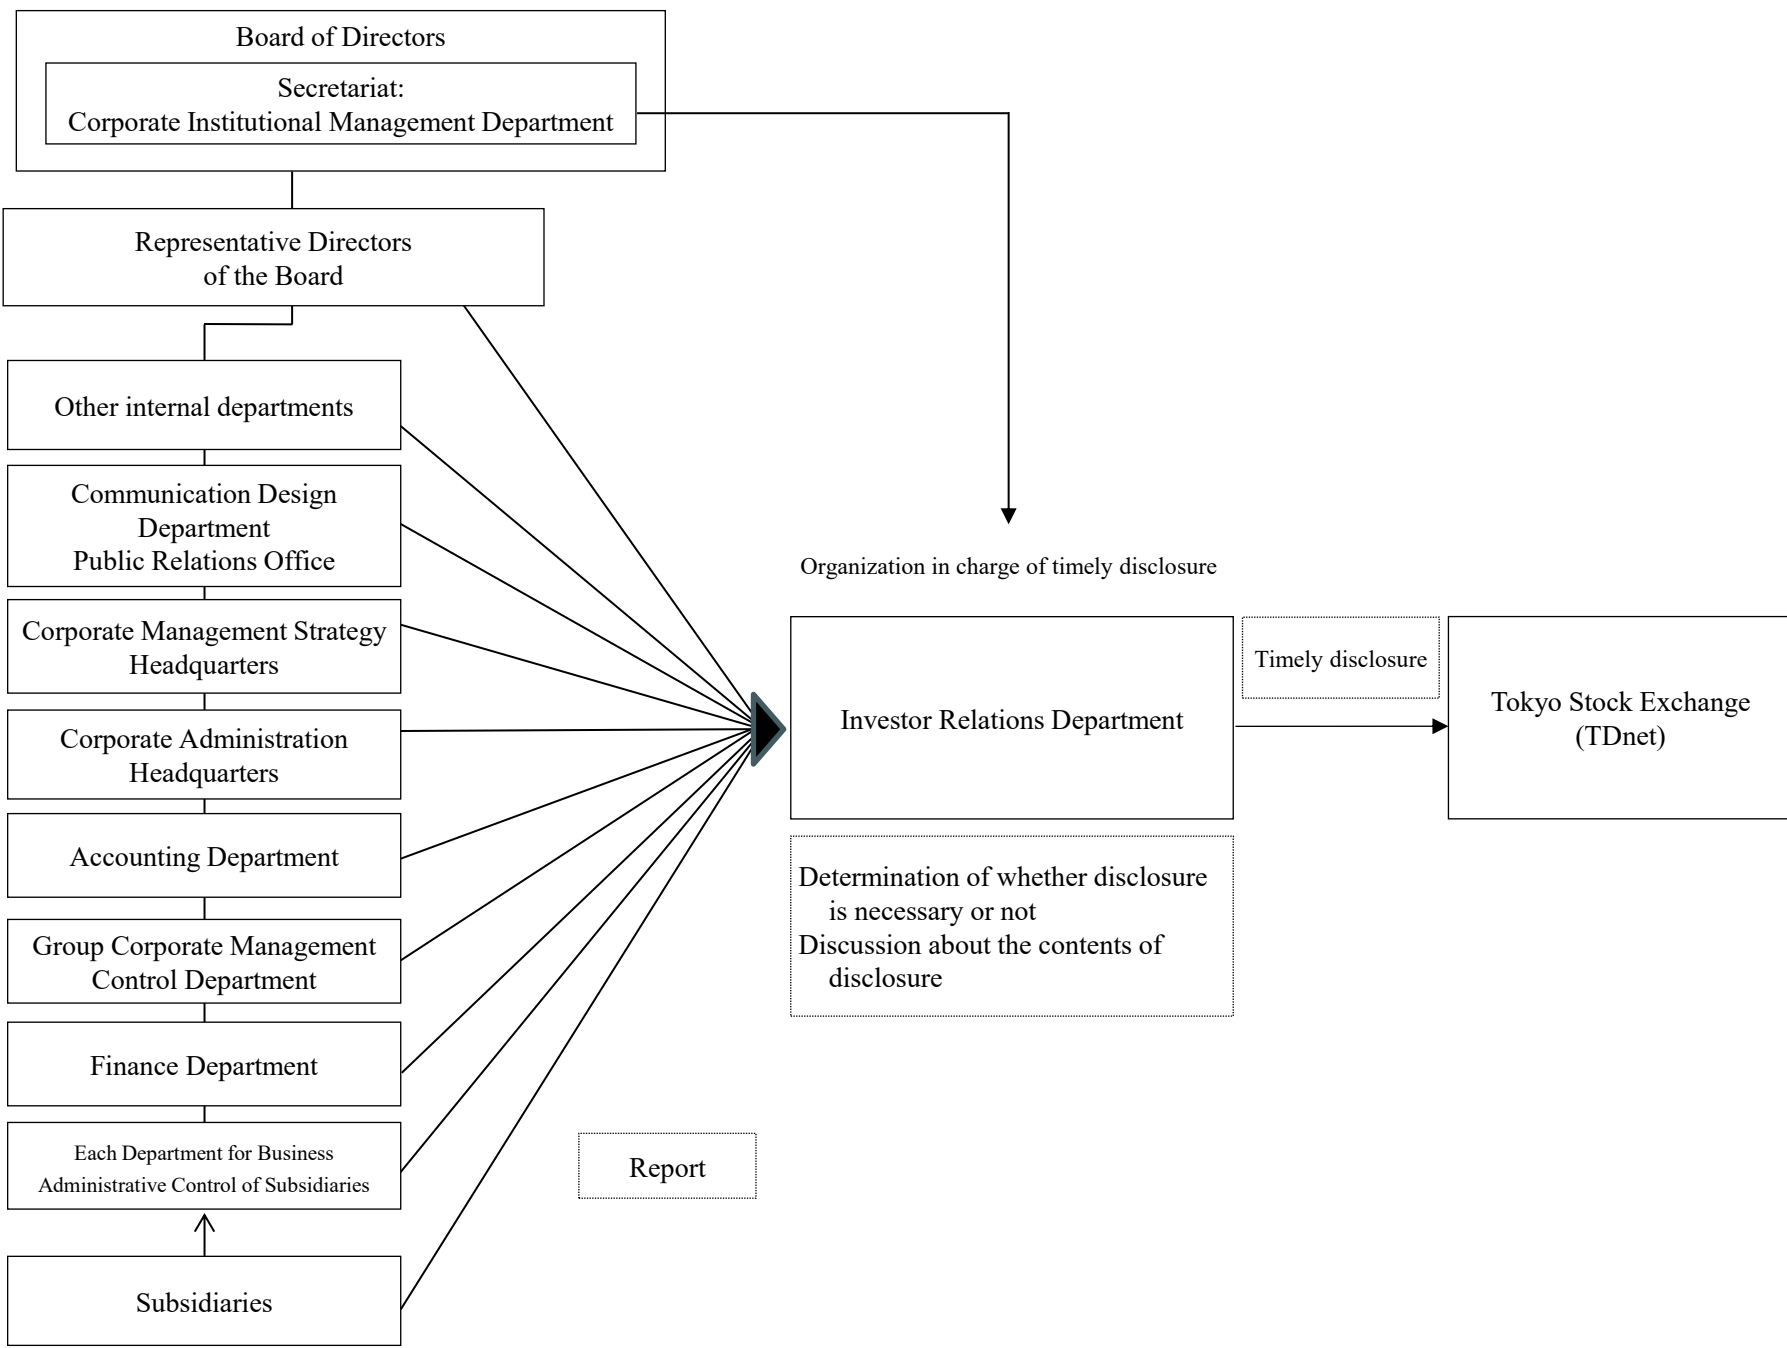 Board of Directors
Secretariat:
Corporate Institutional Management Department
Representative Directors
of the Board
Other internal departments
Communication Design
Department
Public Relations Office
Corporate Management Strategy
Headquarters
Corporate Administration
Headquarters
Accounting Department
Group Corporate Management
Control Department
Finance Department
Each Department for Business
Administrative Control of Subsidiaries
Subsidiaries
Report
Organization in charge of timely disclosure
Investor Relations Department
Determination of whether disclosure
is necessary or not
Discussion about the contents of
disclosure
Timely disclosure
Tokyo Stock Exchange
(TDnet)